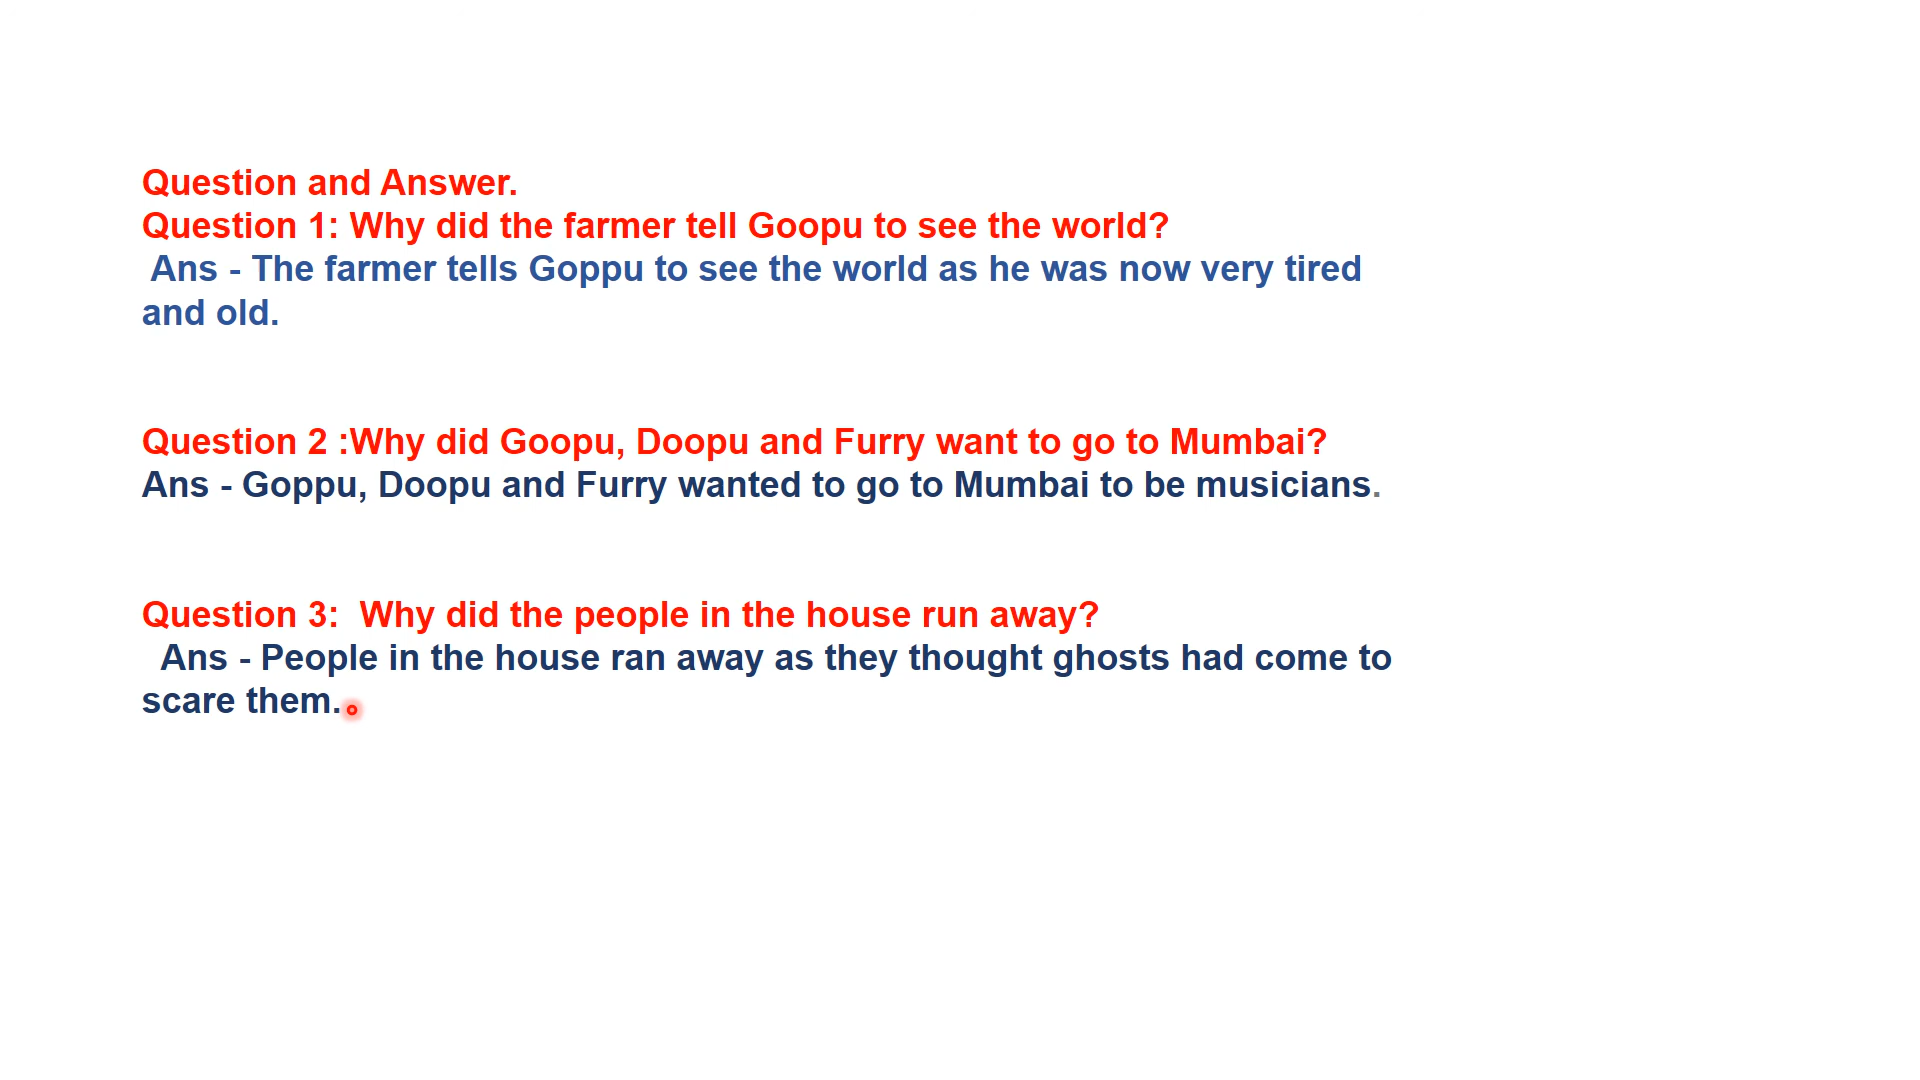 Question and Answer.
Question 1: Why did the farmer tell Goopu to see the world?
Ans - The farmer tells Goppu to see the world as he was now very tired
and old.
Question 2 :Why did Goopu, Doopu and Furry want to go to Mumbai?
Ans - Goppu, Doopu and Furry wanted to go to Mumbai to be musicians.
Question 3:  Why did the people in the house run away?
Ans - People in the house ran away as they thought ghosts had come to
scare them.